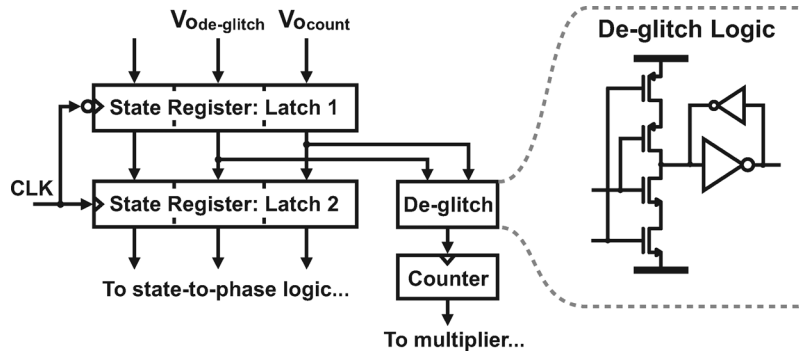 Vode-glitch Vocount
De-glitch Logic
State Register: Latch 1
CLK
State Register: Latch 2
De-glitch
Counter
To state-to-phase logic...
To multiplier...